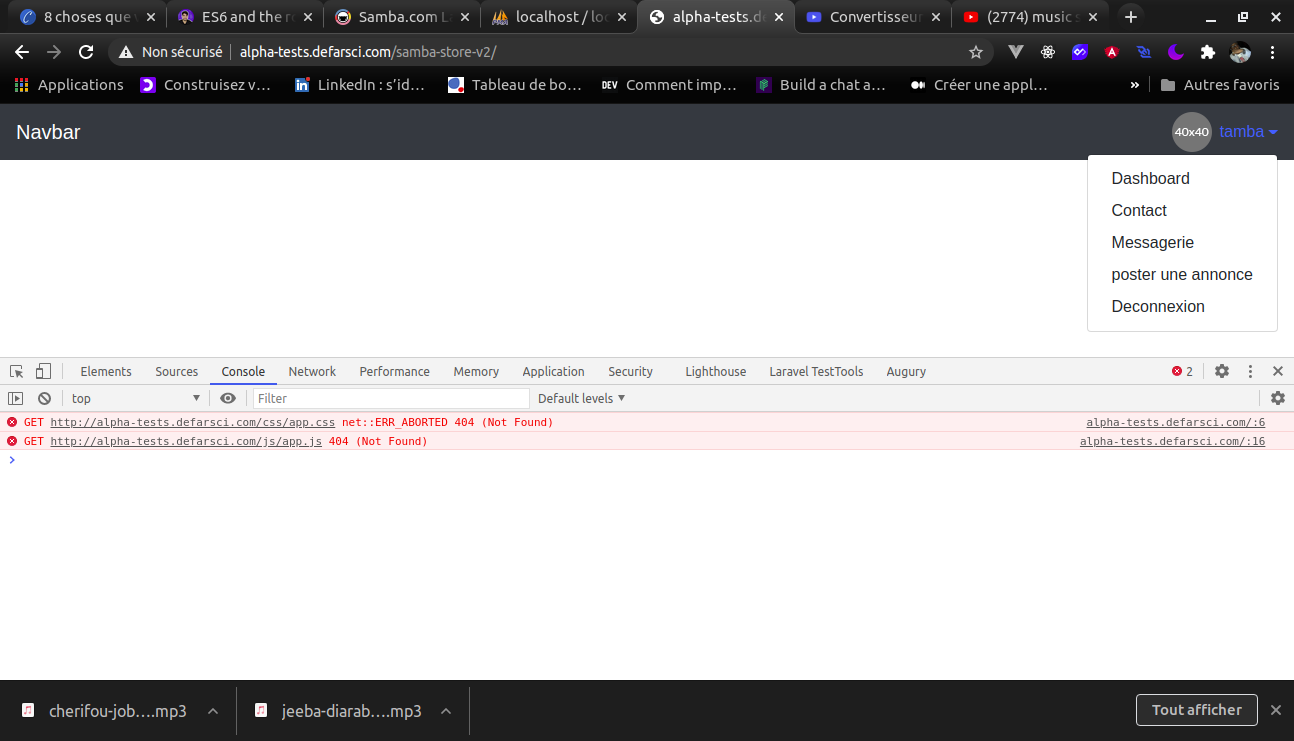 8 choses que v
ES6 and the re
Samba.com L
localhost / loc
alpha-tests.de
Convertisseur
(2774) music s
Non sécurisé
alpha-tests.defarsci.com/samba-store-v2/
Applications
Construisez v…
LinkedIn : s'id…
Tableau de bo…
DEV Comment imp…
Build a chat a…
Créer une appl…
»
Autres favoris
Navbar
40x40
tamba
Dashboard
Contact
Messagerie
poster une annonce
Deconnexion
Elements
Sources
Console
Network
Performance
Memory
Application
Security
Lighthouse
Laravel TestTools
Augury
2
top
Filter
Default levels
GET http://alpha-tests.defarsci.com/css/app.css net::ERR_ABORTED 404 (Not Found)
alpha-tests.defarsci.com/:6
GET http://alpha-tests.defarsci.com/js/app.js 404 (Not Found)
alpha-tests.defarsci.com/:16
cherifou-job….mp3
jeeba-diarab….mp3
Tout afficher